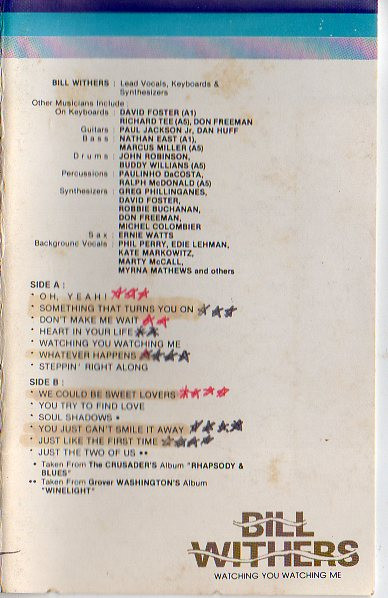 BILL WITHERS : Lead Vocals, Keyboards &
Synthesizers
Other Musicians Include :
On Keyboards : DAVID FOSTER (A1)
RICHARD TEE (A5), DON FREEMAN
Guitars : PAUL JACKSON Jr, DAN HUFF
Bass : NATHAN EAST (A1),
MARCUS MILLER (A5)
Drums : JOHN ROBINSON,
BUDDY WILLIANS (A5)
Percussions : PAULINHO DaCOSTA,
RALPH McDONALD (A5)
Synthesizers : GREG PHILLINGANES,
DAVID FOSTER,
ROBBIE BUCHANAN,
DON FREEMAN,
MICHEL COLOMBIER
Sax : ERNIE WATTS
Background Vocals : PHIL PERRY, EDIE LEHMAN,
KATE MARKOWITZ,
MARTY McCALL,
MYRNA MATHEWS and others
SIDE A :
* OH, YEAH!
* SOMETHING THAT TURNS YOU ON
* DON'T MAKE ME WAIT
* HEART IN YOUR LIFE
* WATCHING YOU WATCHING ME
* WHATEVER HAPPENS
* STEPPIN' RIGHT ALONG
SIDE B :
* WE COULD BE SWEET LOVERS
* YOU TRY TO FIND LOVE
* SOUL SHADOWS •
* YOU JUST CAN'T SMILE IT AWAY
* JUST LIKE THE FIRST TIME
* JUST THE TWO OF US ••
• Taken From The CRUSADER'S Album "RHAPSODY &
BLUES"
•• Taken From Grover WASHINGTON'S Album
"WINELIGHT"
BILL
WITHERS
WATCHING YOU WATCHING ME